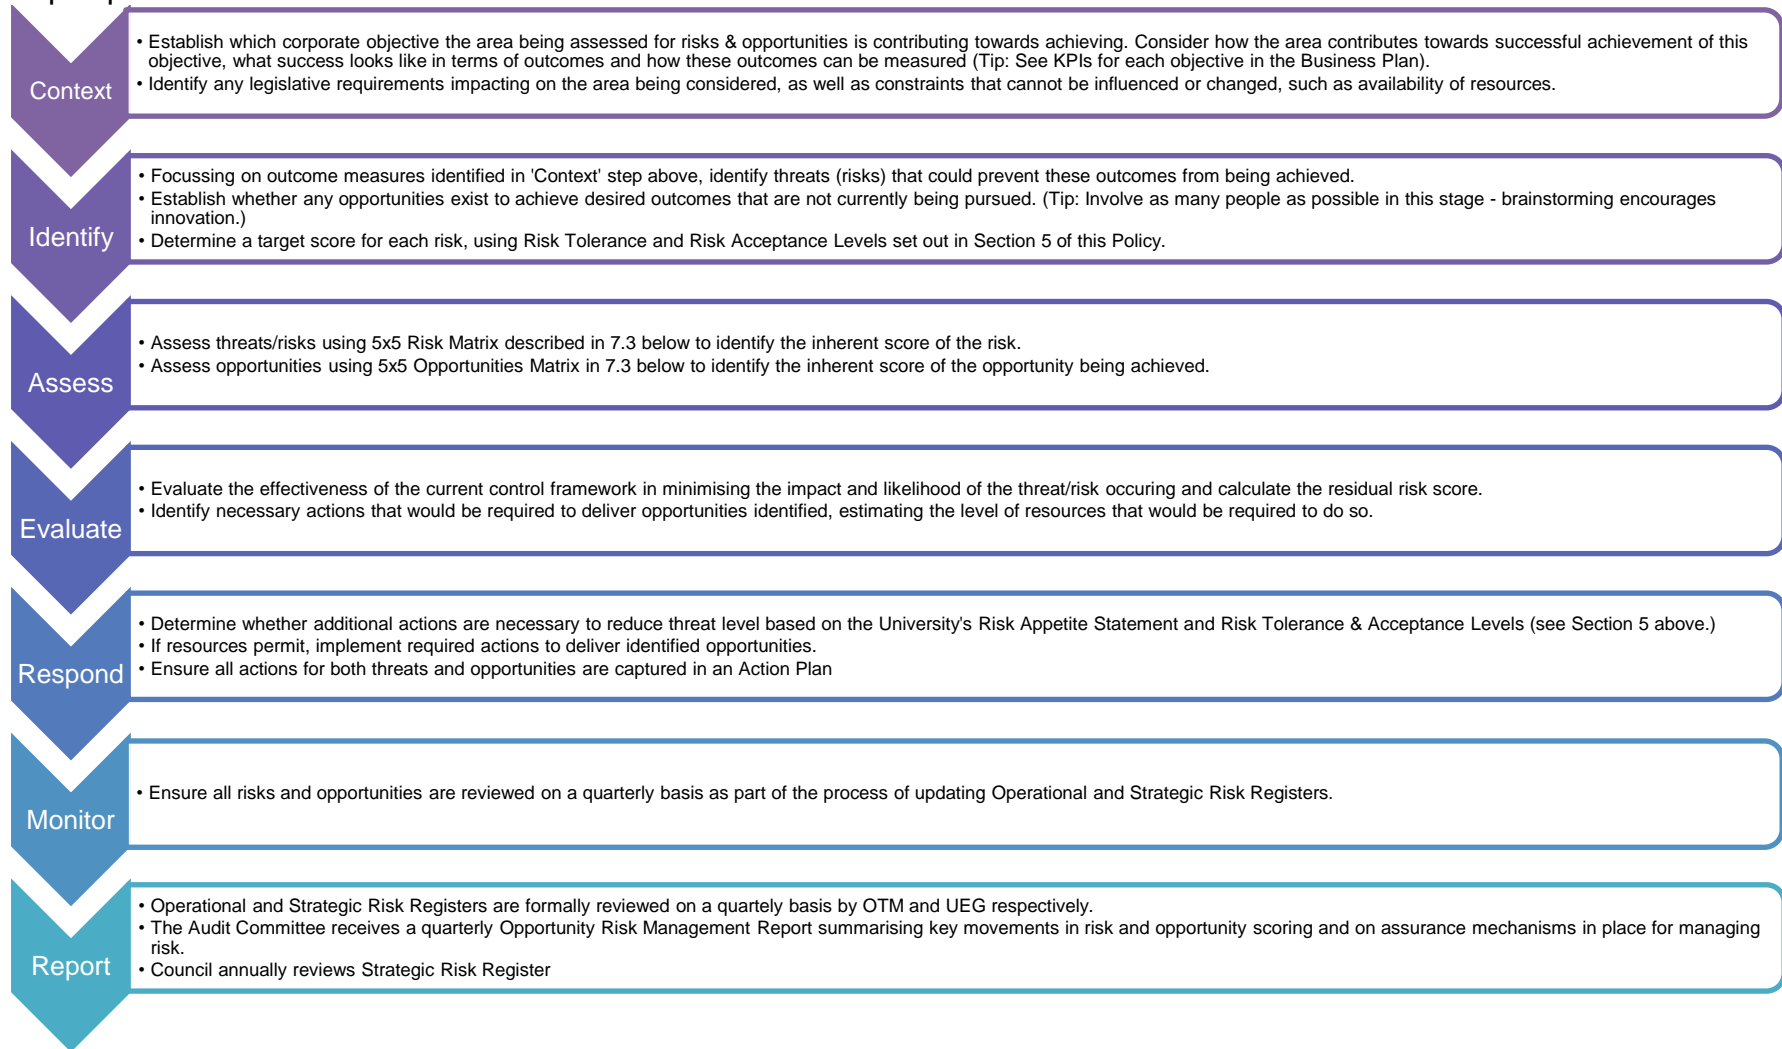 Context
• Establish which corporate objective the area being assessed for risks & opportunities is contributing towards achieving. Consider how the area contributes towards successful achievement of this
objective, what success looks like in terms of outcomes and how these outcomes can be measured (Tip: See KPIs for each objective in the Business Plan).
• Identify any legislative requirements impacting on the area being considered, as well as constraints that cannot be influenced or changed, such as availability of resources.
Identify
• Focussing on outcome measures identified in 'Context' step above, identify threats (risks) that could prevent these outcomes from being achieved.
• Establish whether any opportunities exist to achieve desired outcomes that are not currently being pursued. (Tip: Involve as many people as possible in this stage - brainstorming encourages
innovation.)
• Determine a target score for each risk, using Risk Tolerance and Risk Acceptance Levels set out in Section 5 of this Policy.
Assess
• Assess threats/risks using 5x5 Risk Matrix described in 7.3 below to identify the inherent score of the risk.
• Assess opportunities using 5x5 Opportunities Matrix in 7.3 below to identify the inherent score of the opportunity being achieved.
Evaluate
• Evaluate the effectiveness of the current control framework in minimising the impact and likelihood of the threat/risk occuring and calculate the residual risk score.
• Identify necessary actions that would be required to deliver opportunities identified, estimating the level of resources that would be required to do so.
Respond
• Determine whether additional actions are necessary to reduce threat level based on the University's Risk Appetite Statement and Risk Tolerance & Acceptance Levels (see Section 5 above.)
• If resources permit, implement required actions to deliver identified opportunities.
• Ensure all actions for both threats and opportunities are captured in an Action Plan
Monitor
• Ensure all risks and opportunities are reviewed on a quarterly basis as part of the process of updating Operational and Strategic Risk Registers.
Report
• Operational and Strategic Risk Registers are formally reviewed on a quartely basis by OTM and UEG respectively.
• The Audit Committee receives a quarterly Opportunity Risk Management Report summarising key movements in risk and opportunity scoring and on assurance mechanisms in place for managing
risk.
• Council annually reviews Strategic Risk Register